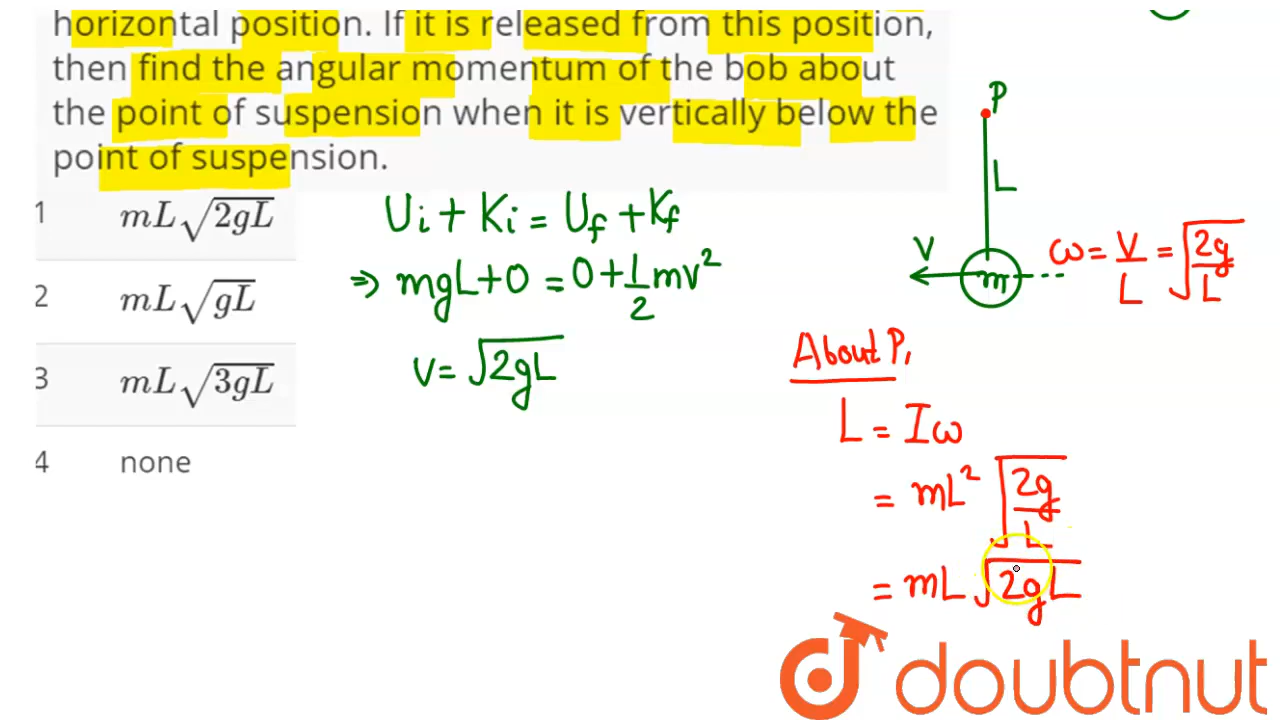 horizontal position. If it is released from this position,
then find the angular momentum of the bob about
the point of suspension when it is vertically below the
point of suspension.
1 mL√(2gL)
2 mL√(gL)
3 mL√(3gL)
4 none
Ui + Ki = Uf + Kf
⇒ mgL + 0 = 0 + 1/2 mv²
v = √(2gL)
P
L
V
m
ω = V/L = √(2g/L)
About P,
L = Iω
= mL² √(2g/L)
= mL √(2gL)
doubtnut